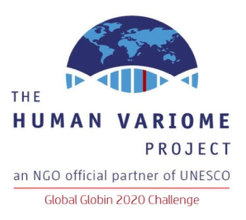 THE
HUMAN VARIOME
PROJECT
an NGO official partner of UNESCO
Global Globin 2020 Challenge